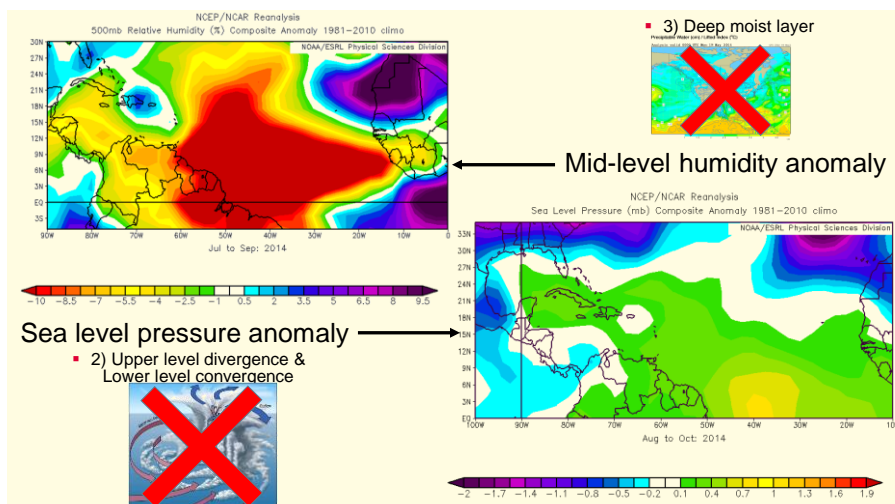 NCEP/NCAR Reanalysis
500mb Relative Humidity (%) Composite Anomaly 1981-2010 climo
NOAA/ESRL Physical Sciences Division
30N
27N
24N
21N
18N
15N
12N
9N
6N
3N
EQ
3S
90W 80W 70W 60W 50W 40W 30W 20W 10W 0
Jul to Sep: 2014
-10 -8.5 -7 -5.5 -4 -2.5 -1 0.5 2 3.5 5 6.5 8 9.5
▪ 3) Deep moist layer
Precipitable Water (cm) / Lifted Index (°C)
Mid-level humidity anomaly
NCEP/NCAR Reanalysis
Sea Level Pressure (mb) Composite Anomaly 1981-2010 climo
NOAA/ESRL Physical Sciences Division
33N
30N
27N
24N
21N
18N
15N
12N
9N
6N
3N
EQ
100W 90W 80W 70W 60W 50W 40W 30W 20W 10W
Aug to Oct: 2014
-2 -1.7 -1.4 -1.1 -0.8 -0.5 -0.2 0.1 0.4 0.7 1 1.3 1.6 1.9
Sea level pressure anomaly
▪ 2) Upper level divergence &
Lower level convergence